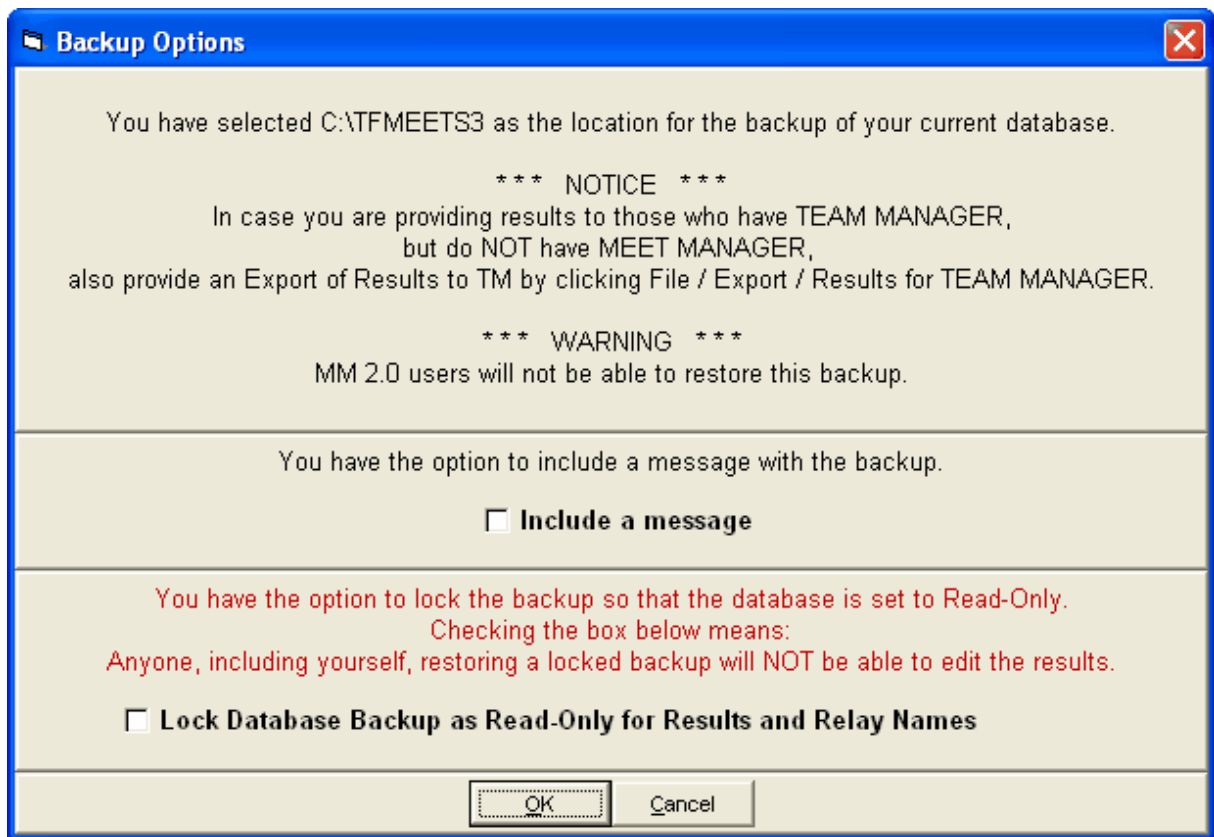 Backup Options
You have selected C:\TFMEETS3 as the location for the backup of your current database.
* * *   NOTICE   * * *
In case you are providing results to those who have TEAM MANAGER,
but do NOT have MEET MANAGER,
also provide an Export of Results to TM by clicking File / Export / Results for TEAM MANAGER.
* * *   WARNING   * * *
MM 2.0 users will not be able to restore this backup.
You have the option to include a message with the backup.
Include a message
You have the option to lock the backup so that the database is set to Read-Only.
Checking the box below means:
Anyone, including yourself, restoring a locked backup will NOT be able to edit the results.
Lock Database Backup as Read-Only for Results and Relay Names
OK Cancel